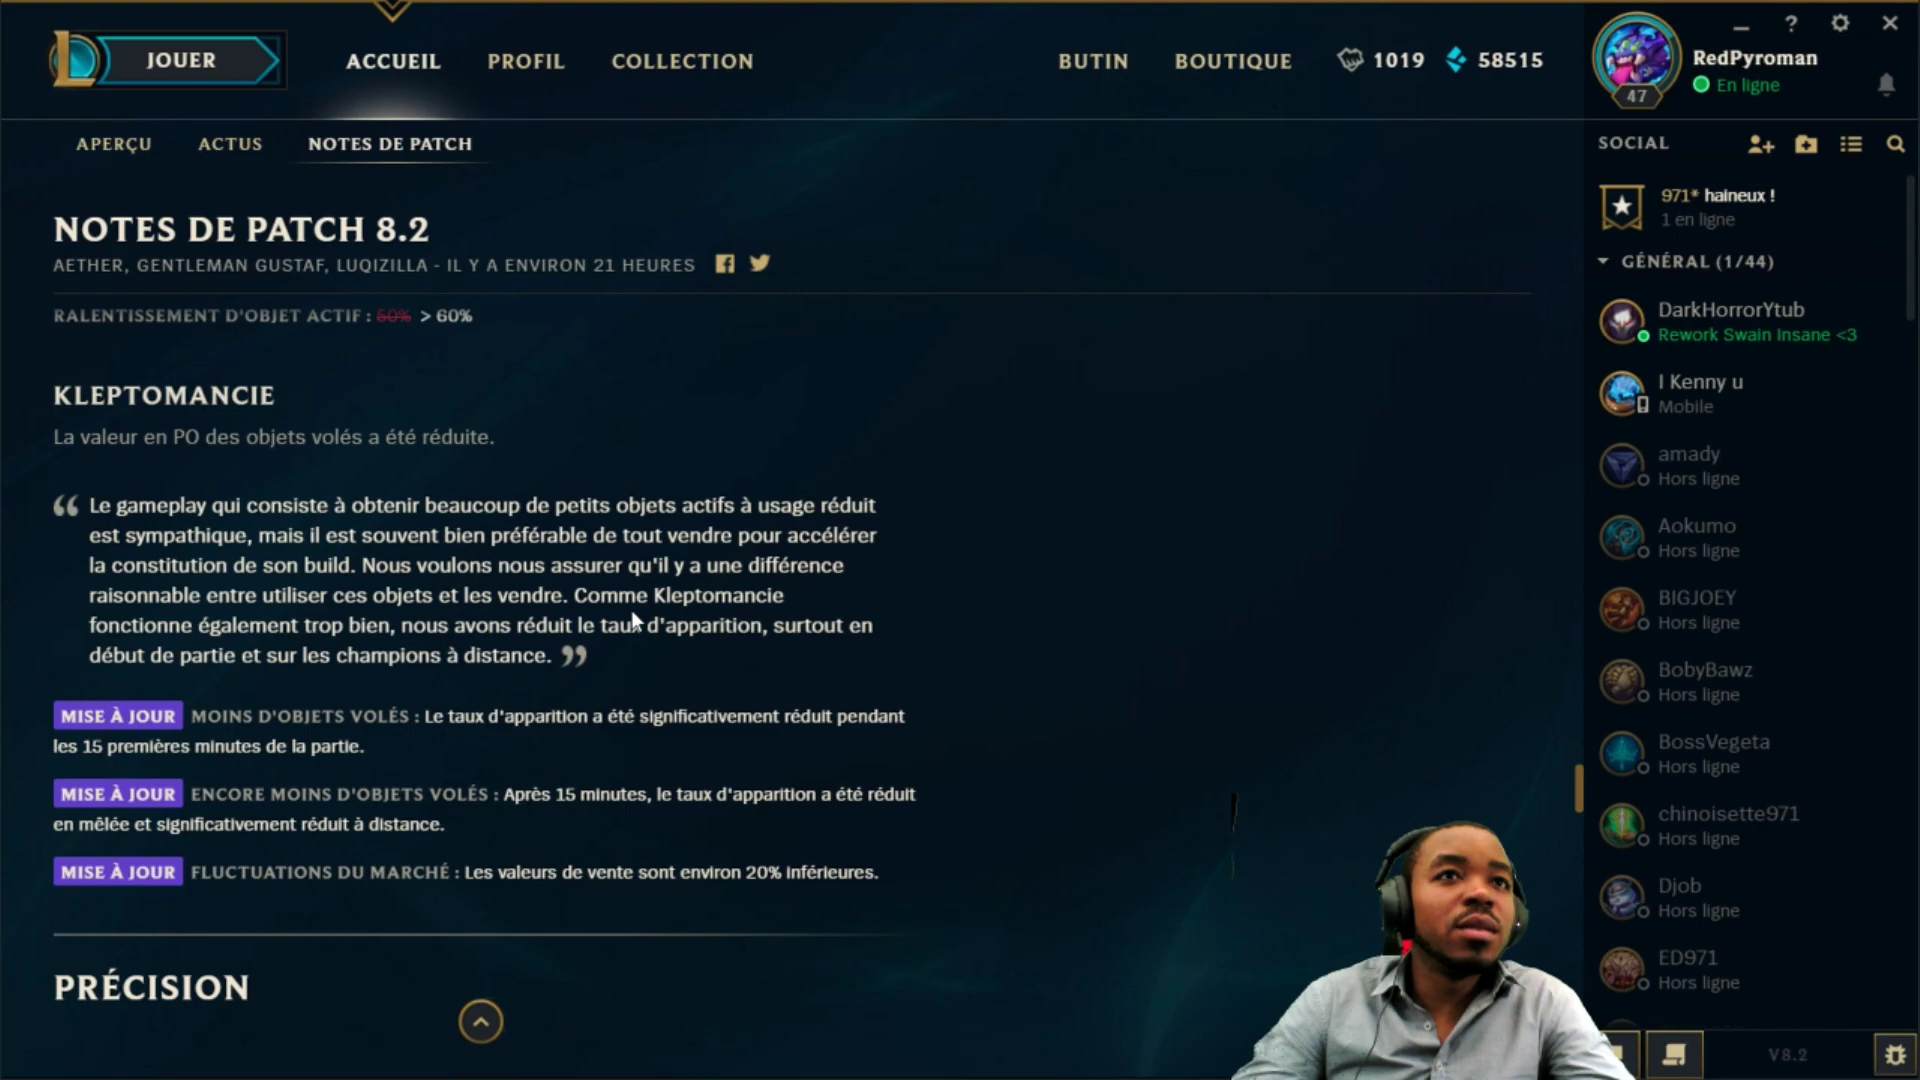 JOUER
ACCUEIL
PROFIL
COLLECTION
BUTIN
BOUTIQUE
1019
58515
47
RedPyroman
En ligne
APERÇU
ACTUS
NOTES DE PATCH
SOCIAL
NOTES DE PATCH 8.2
AETHER, GENTLEMAN GUSTAF, LUQIZILLA - IL Y A ENVIRON 21 HEURES
RALENTISSEMENT D'OBJET ACTIF : 50% > 60%
KLEPTOMANCIE
La valeur en PO des objets volés a été réduite.
“ Le gameplay qui consiste à obtenir beaucoup de petits objets actifs à usage réduit
est sympathique, mais il est souvent bien préférable de tout vendre pour accélérer
la constitution de son build. Nous voulons nous assurer qu'il y a une différence
raisonnable entre utiliser ces objets et les vendre. Comme Kleptomancie
fonctionne également trop bien, nous avons réduit le taux d'apparition, surtout en
début de partie et sur les champions à distance. ”
MISE À JOUR MOINS D'OBJETS VOLÉS : Le taux d'apparition a été significativement réduit pendant
les 15 premières minutes de la partie.
MISE À JOUR ENCORE MOINS D'OBJETS VOLÉS : Après 15 minutes, le taux d'apparition a été réduit
en mêlée et significativement réduit à distance.
MISE À JOUR FLUCTUATIONS DU MARCHÉ : Les valeurs de vente sont environ 20% inférieures.
PRÉCISION
971* haineux !
1 en ligne
GÉNÉRAL (1/44)
DarkHorrorYtub
Rework Swain Insane <3
I Kenny u
Mobile
amady
Hors ligne
Aokumo
Hors ligne
BIGJOEY
Hors ligne
BobyBawz
Hors ligne
BossVegeta
Hors ligne
chinoisette971
Hors ligne
Djob
Hors ligne
ED971
Hors ligne
V8.2